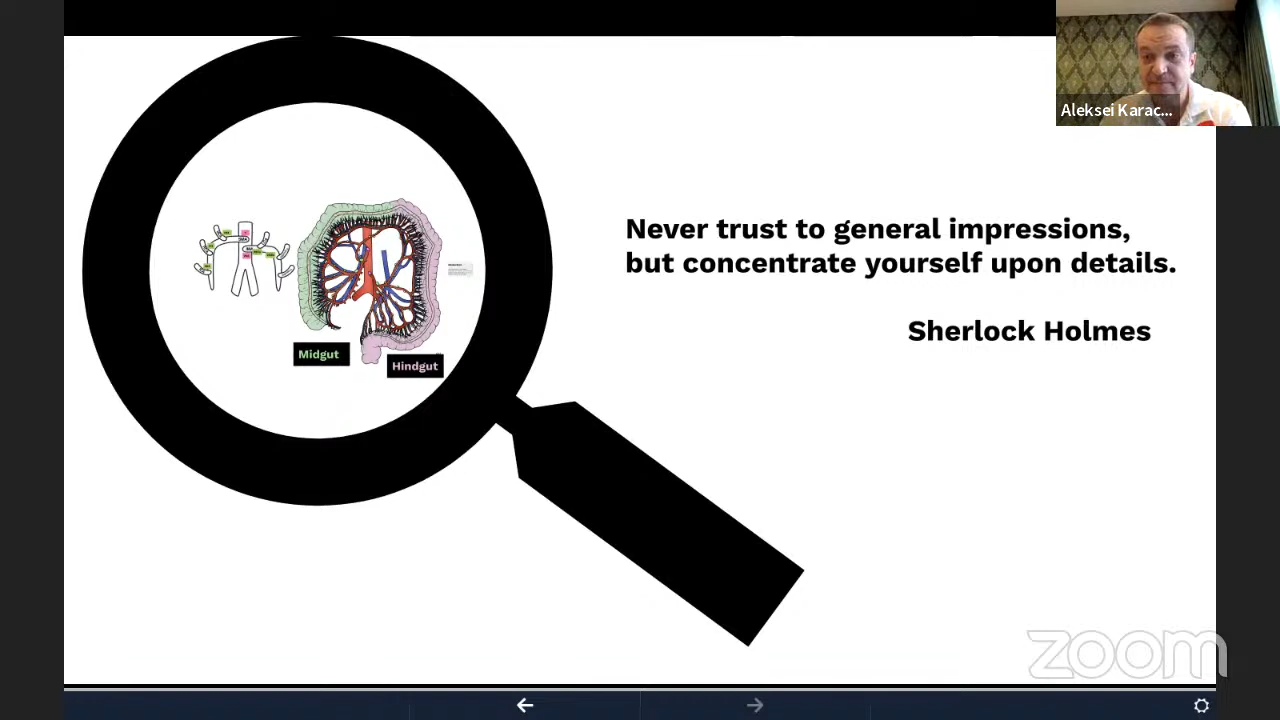 Aleksei Karac...
Never trust to general impressions,
but concentrate yourself upon details.
Sherlock Holmes
Midgut
Hindgut
zoom